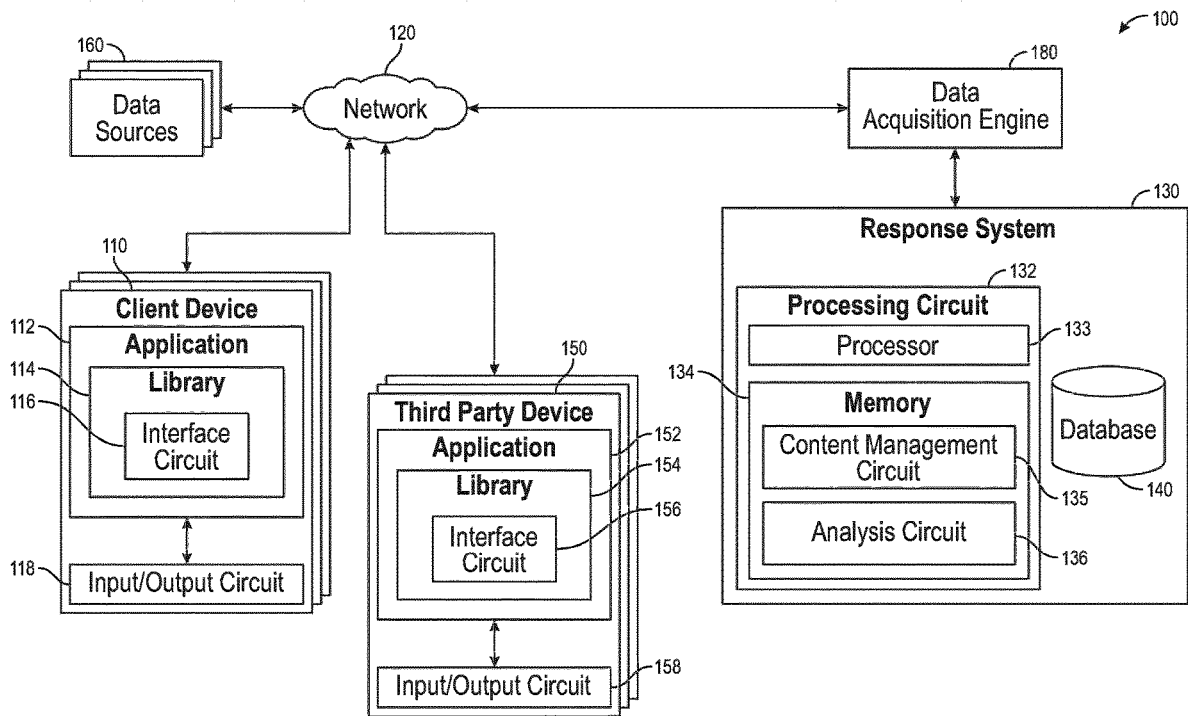 100
160
Data
Sources
120
Network
180
Data
Acquisition Engine
130
Response System
132
Processing Circuit
Processor
133
134
Memory
Content Management
Circuit
135
Analysis Circuit
136
Database
140
110
Client Device
112
Application
114
Library
116
Interface
Circuit
118
Input/Output Circuit
150
Third Party Device
Application
152
Library
154
Interface
Circuit
156
Input/Output Circuit
158